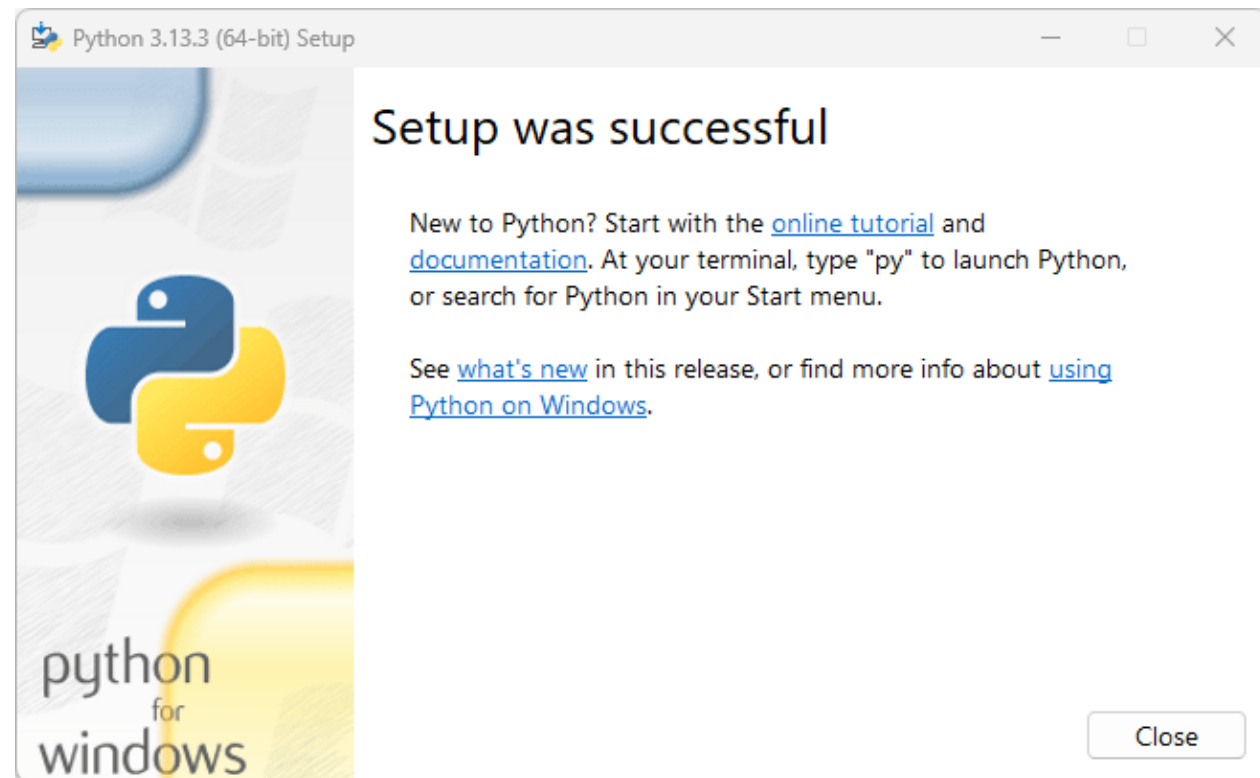 Python 3.13.3 (64-bit) Setup
Setup was successful
New to Python? Start with the online tutorial and
documentation. At your terminal, type "py" to launch Python,
or search for Python in your Start menu.
See what's new in this release, or find more info about using
Python on Windows.
python
for
windows
Close